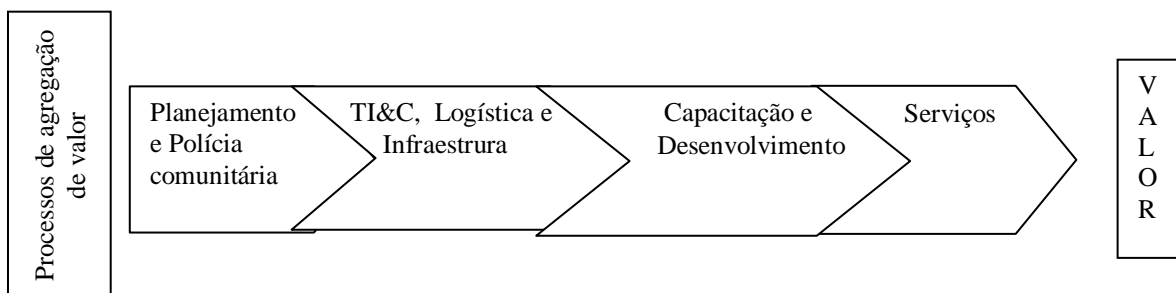 Processos de agregação
de valor
Planejamento
e Polícia
comunitária
TI&C, Logística e
Infraestrura
Capacitação e
Desenvolvimento
Serviços
V
A
L
O
R